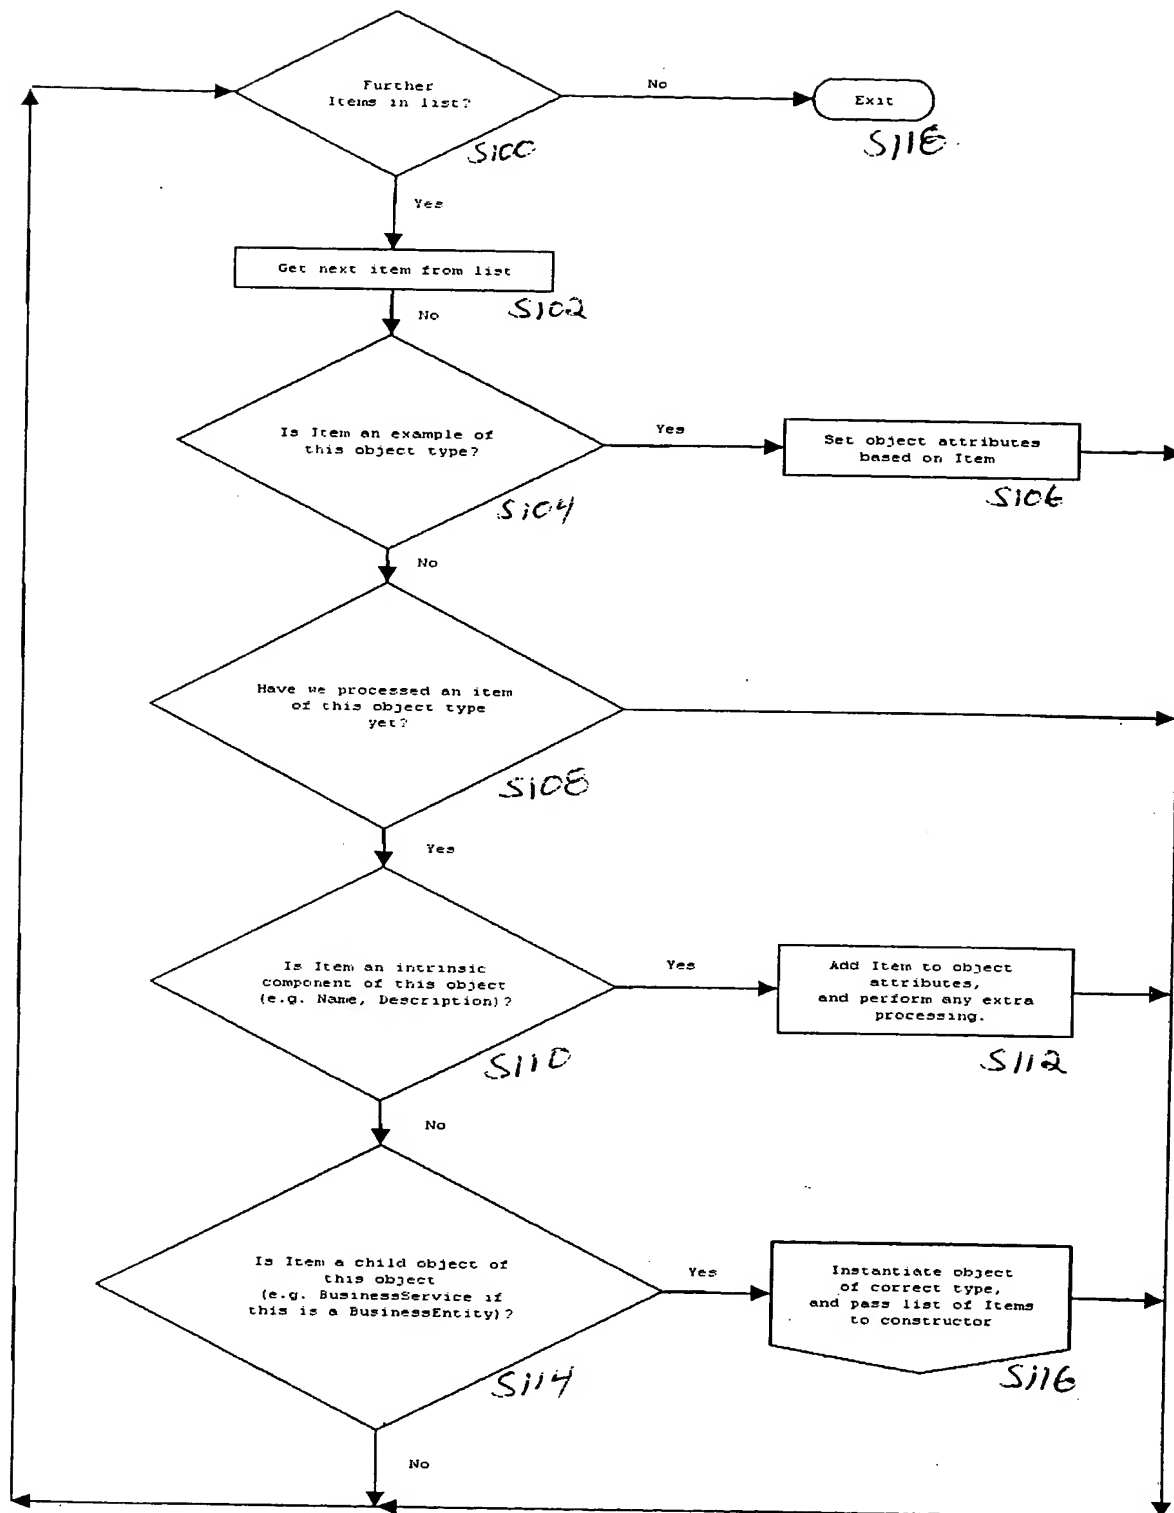 Further
Items in list?
No
Exit
S100
S118
Yes
Get next item from list
S102
No
Is Item an example of
this object type?
Yes
Set object attributes
based on Item
S104
S106
No
Have we processed an item
of this object type
yet?
S108
Yes
Is Item an intrinsic
component of this object
(e.g. Name, Description)?
Yes
Add Item to object
attributes,
and perform any extra
processing.
S110
S112
No
Is Item a child object of
this object
(e.g. BusinessService if
this is a BusinessEntity)?
Yes
Instantiate object
of correct type,
and pass list of Items
to constructor
S114
S116
No